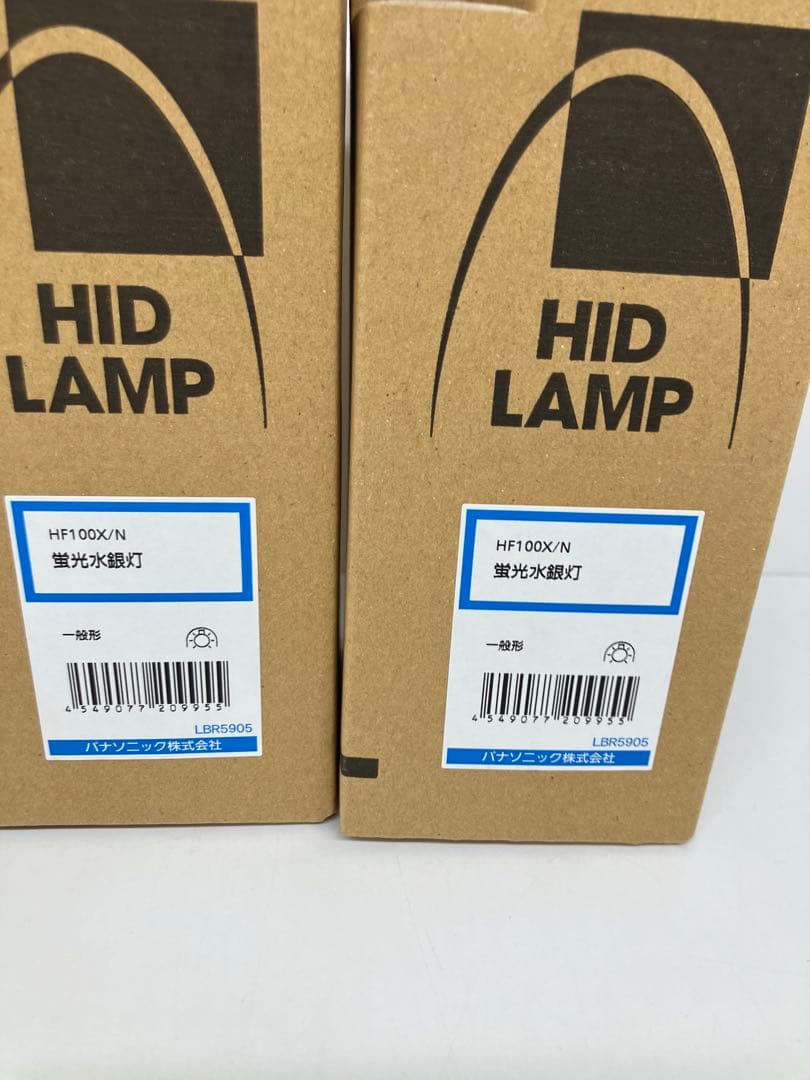 HID
LAMP
HF100X/N
蛍光水銀灯
一般形
4549077209955
LBR5905
パナソニック株式会社
HID
LAMP
HF100X/N
蛍光水銀灯
一般形
4549077209955
LBR5905
パナソニック株式会社